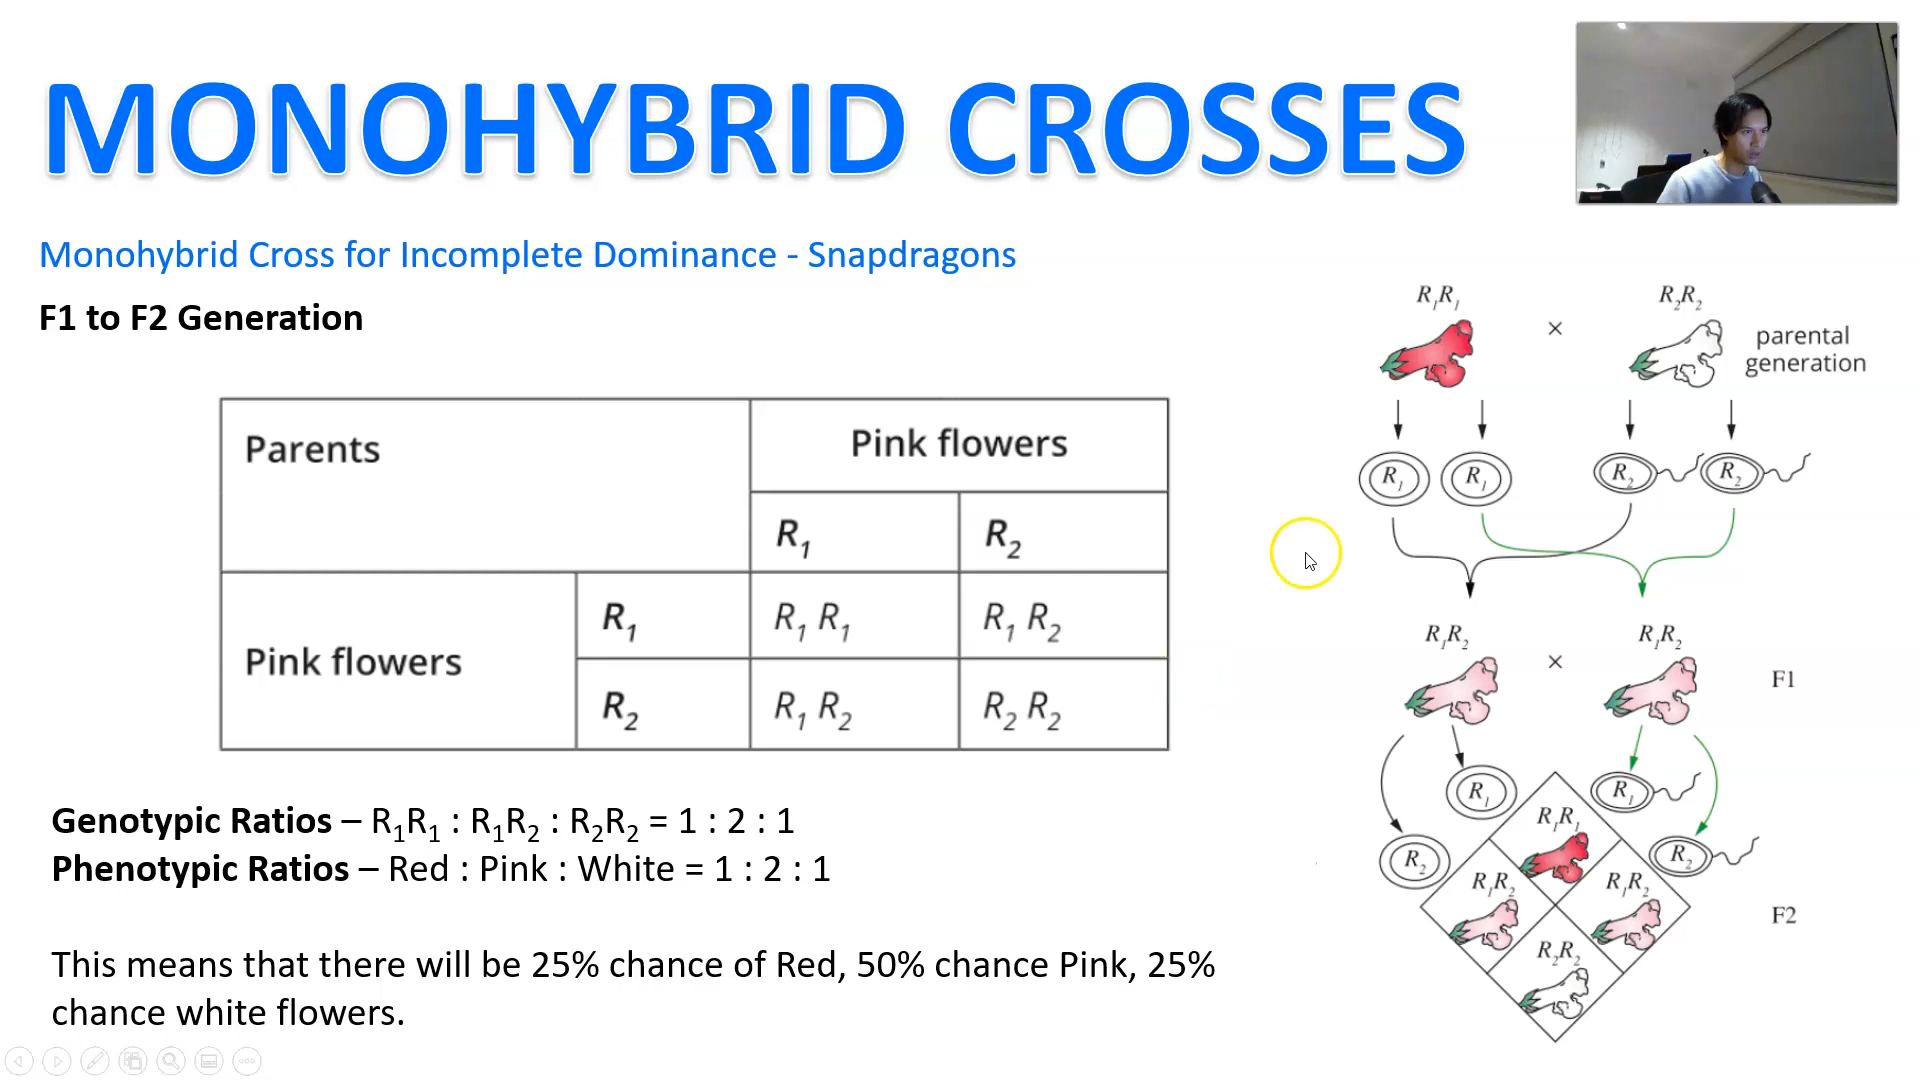 MONOHYBRID CROSSES
Monohybrid Cross for Incomplete Dominance - Snapdragons
F1 to F2 Generation
Parents
Pink flowers
R₁ R₂
Pink flowers
R₁ R₁ R₁ R₁ R₂
R₂ R₁ R₂ R₂ R₂
Genotypic Ratios – R₁R₁ : R₁R₂ : R₂R₂ = 1 : 2 : 1
Phenotypic Ratios – Red : Pink : White = 1 : 2 : 1
This means that there will be 25% chance of Red, 50% chance Pink, 25%
chance white flowers.
R₁R₁ × R₂R₂
parental
generation
R₁ R₁ R₂ R₂
R₁R₂ × R₁R₂
F1
R₁ R₁
R₂ R₂
R₁R₁
R₁R₂ R₁R₂
F2
R₂R₂